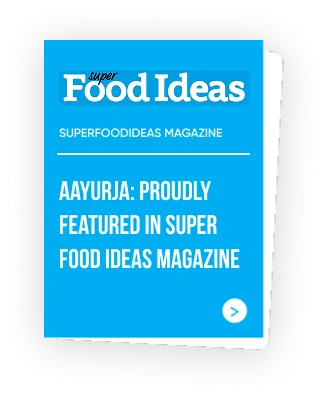 super
Food Ideas
SUPERFOODIDEAS MAGAZINE
AAYURJA: PROUDLY
FEATURED IN SUPER
FOOD IDEAS MAGAZINE